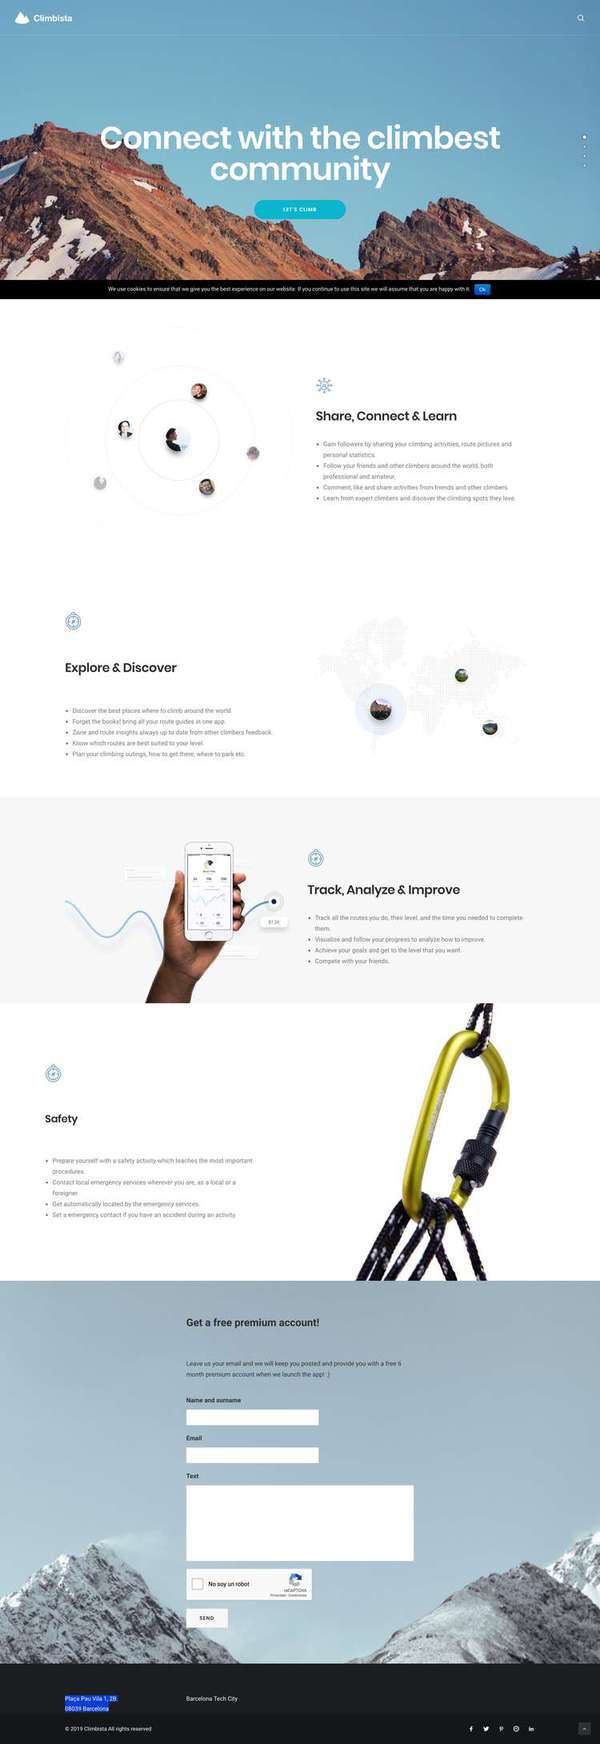 Climbista
Connect with the climbest
community
LET'S CLIMB
We use cookies to ensure that we give you the best experience on our website. If you continue to use this site we will assume that you are happy with it. Ok
Share, Connect & Learn
Gain followers by sharing your climbing activities, route pictures and
personal statistics.
Follow your friends and other climbers around the world, both
professional and amateur.
Comment, like and share activities from friends and other climbers.
Learn from expert climbers and discover the climbing spots they love.
Explore & Discover
Discover the best places where to climb around the world.
Forget the books! bring all your route guides in one app.
Zone and route insights always up to date from other climbers feedback.
Know which routes are best suited to your level.
Plan your climbing outings, how to get there, where to park etc.
Track, Analyze & Improve
Track all the routes you do, their level, and the time you needed to complete
them.
Visualize and follow your progress to analyze how to improve.
Achieve your goals and get to the level that you want.
Compete with your friends.
Safety
Prepare yourself with a safety activity which teaches the most important
procedures.
Contact local emergency services wherever you are, as a local or a
foreigner.
Get automatically located by the emergency services.
Set a emergency contact if you have an accident during an activity.
Get a free premium account!
Leave us your email and we will keep you posted and provide you with a free 6
month premium account when we launch the app! :)
Name and surname
Email
Text
No soy un robot
reCAPTCHA
Privacidad - Condiciones
SEND
Plaça Pau Vila 1, 2B
08039 Barcelona
Barcelona Tech City
© 2019 Climbista All rights reserved